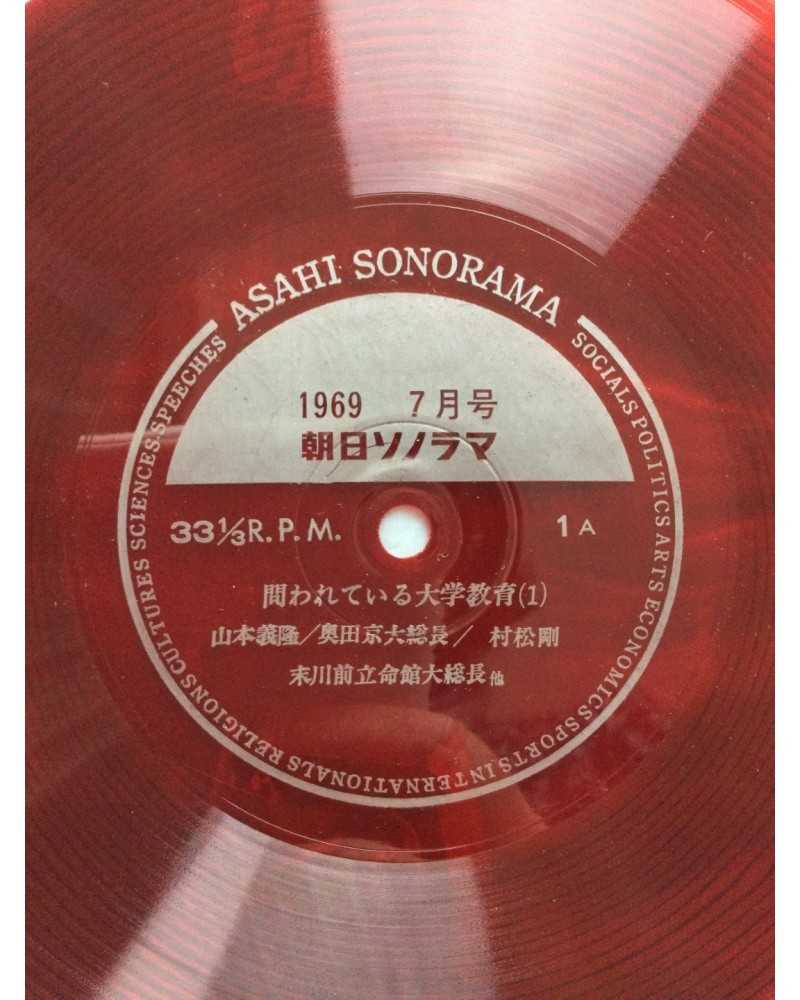 ASAHI SONORAMA
1969 7月号
朝日ソノラマ
33⅓R.P.M.
1A
問われている大学教育(1)
山本義隆/奥田京大総長/ 村松剛
末川前立命館大総長 他
SOCIALS POLITICS ARTS ECONOMICS SPORTS INTERNATIONALS RELIGIONS CULTURES SCIENCES SPEECHES